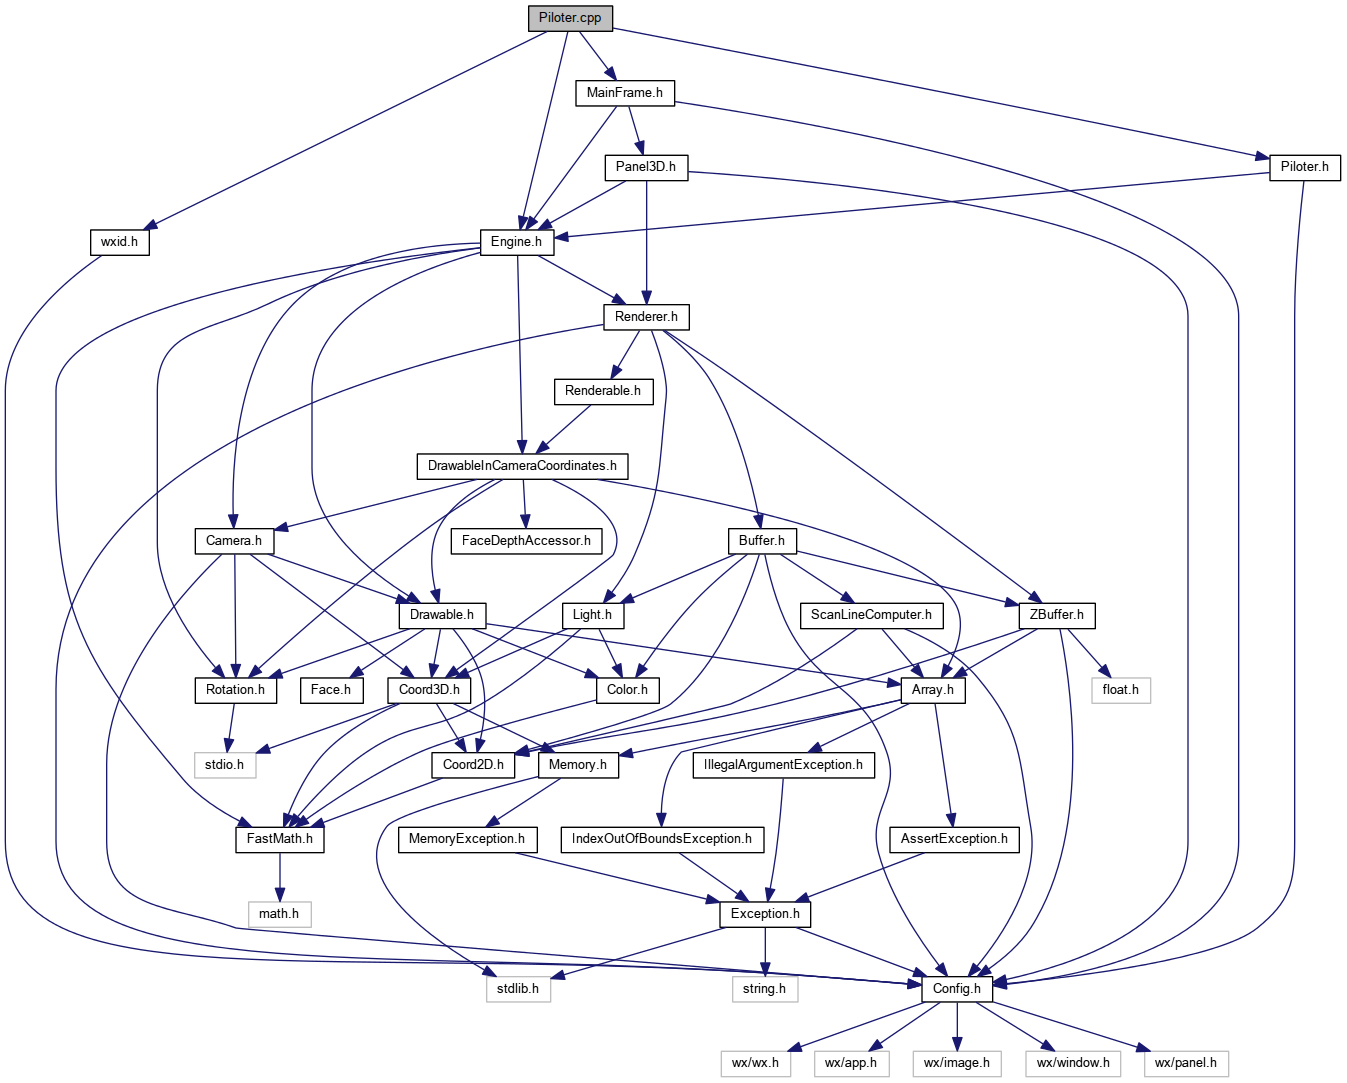 Piloter.cpp
MainFrame.h
Panel3D.h
Piloter.h
wxid.h
Engine.h
Renderer.h
Renderable.h
DrawableInCameraCoordinates.h
Camera.h
FaceDepthAccessor.h
Buffer.h
Drawable.h
Light.h
ScanLineComputer.h
ZBuffer.h
Rotation.h
Face.h
Coord3D.h
Color.h
Array.h
float.h
stdio.h
Coord2D.h
Memory.h
IllegalArgumentException.h
FastMath.h
MemoryException.h
IndexOutOfBoundsException.h
AssertException.h
math.h
Exception.h
stdlib.h
string.h
Config.h
wx/wx.h
wx/app.h
wx/image.h
wx/window.h
wx/panel.h